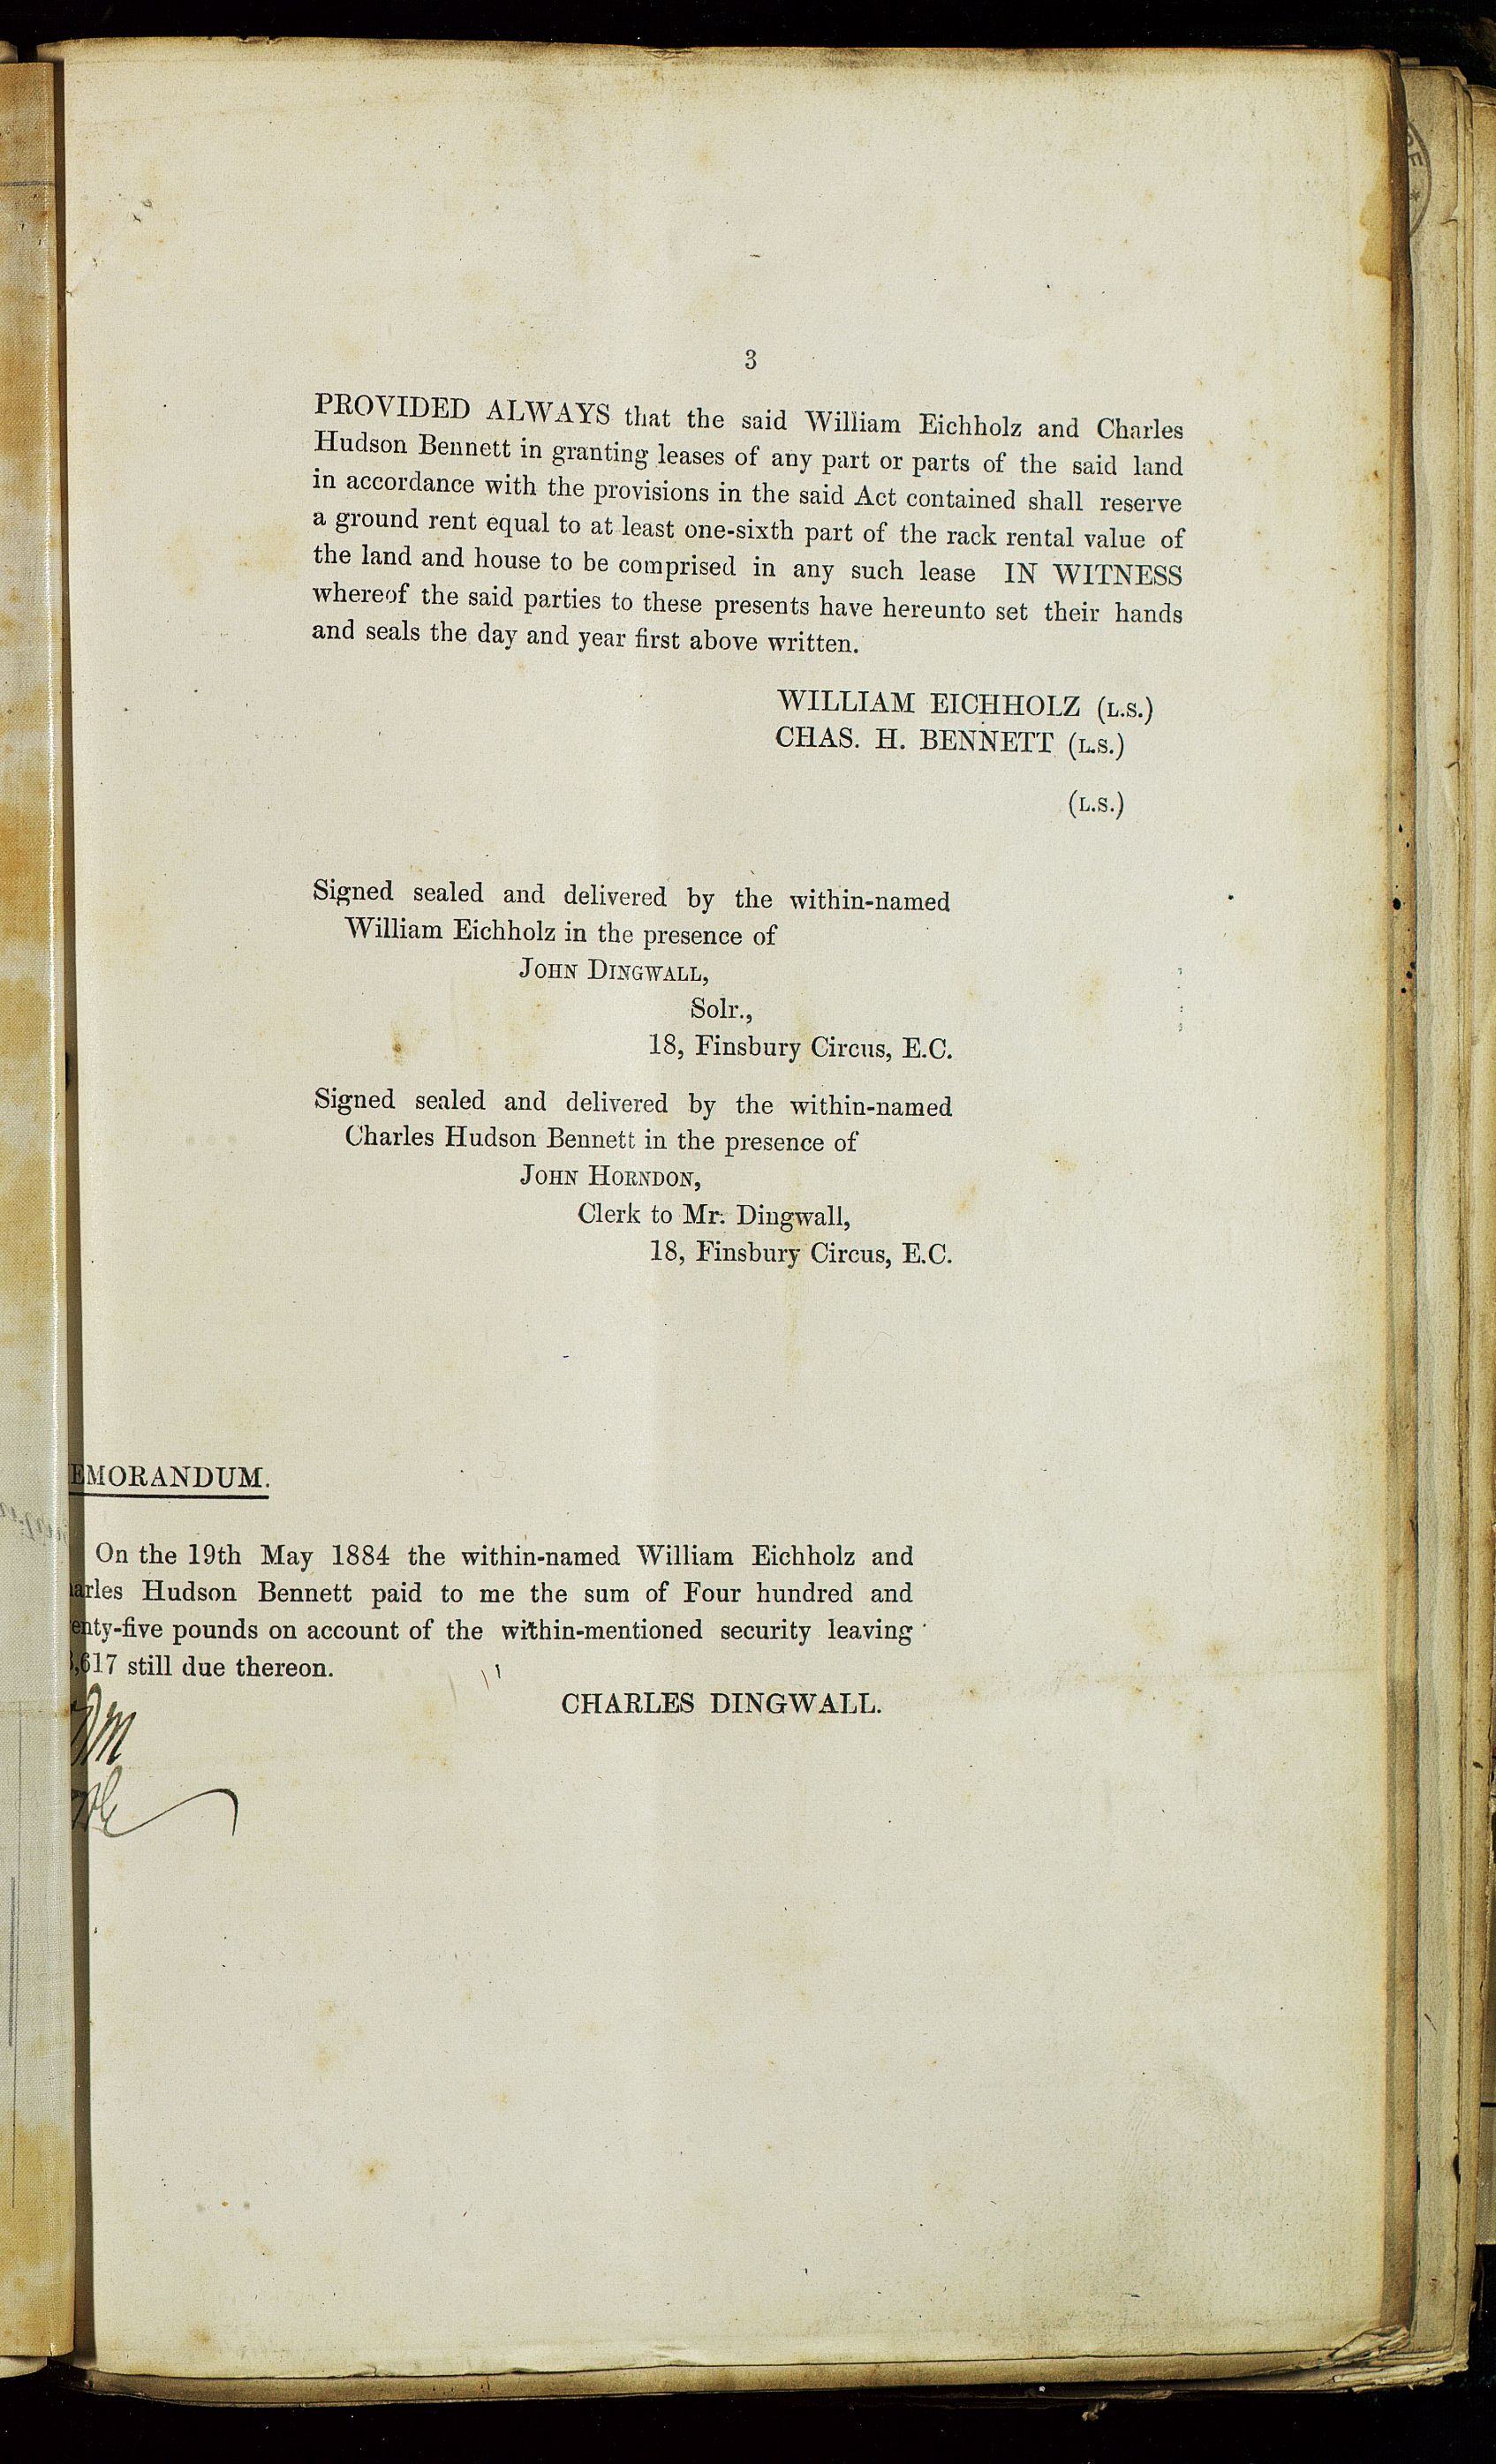 3
PROVIDED ALWAYS that the said William Eichholz and Charles
Hudson Bennett in granting leases of any part or parts of the said land
in accordance with the provisions in the said Act contained shall reserve
a ground rent equal to at least one-sixth part of the rack rental value of
the land and house to be comprised in any such lease IN WITNESS
whereof the said parties to these presents have hereunto set their hands
and seals the day and year first above written.
WILLIAM EICHHOLZ (L.S.)
CHAS. H. BENNETT (L.S.)
(L.S.)
Signed sealed and delivered by the within-named
William Eichholz in the presence of
JOHN DINGWALL,
Solr.,
18, Finsbury Circus, E.C.
Signed sealed and delivered by the within-named
Charles Hudson Bennett in the presence of
JOHN HORNDON,
Clerk to Mr. Dingwall,
18, Finsbury Circus, E.C.
EMORANDUM.
On the 19th May 1884 the within-named William Eichholz and
arles Hudson Bennett paid to me the sum of Four hundred and
enty-five pounds on account of the within-mentioned security leaving
,617 still due thereon.
CHARLES DINGWALL.